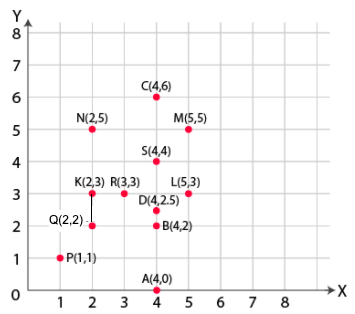 Y
8
7
C(4,6)
6
N(2,5) M(5,5)
5
S(4,4)
4
K(2,3) R(3,3) L(5,3)
3
D(4,2.5)
Q(2,2)
2
B(4,2)
P(1,1)
1
A(4,0)
0
X
1 2 3 4 5 6 7 8